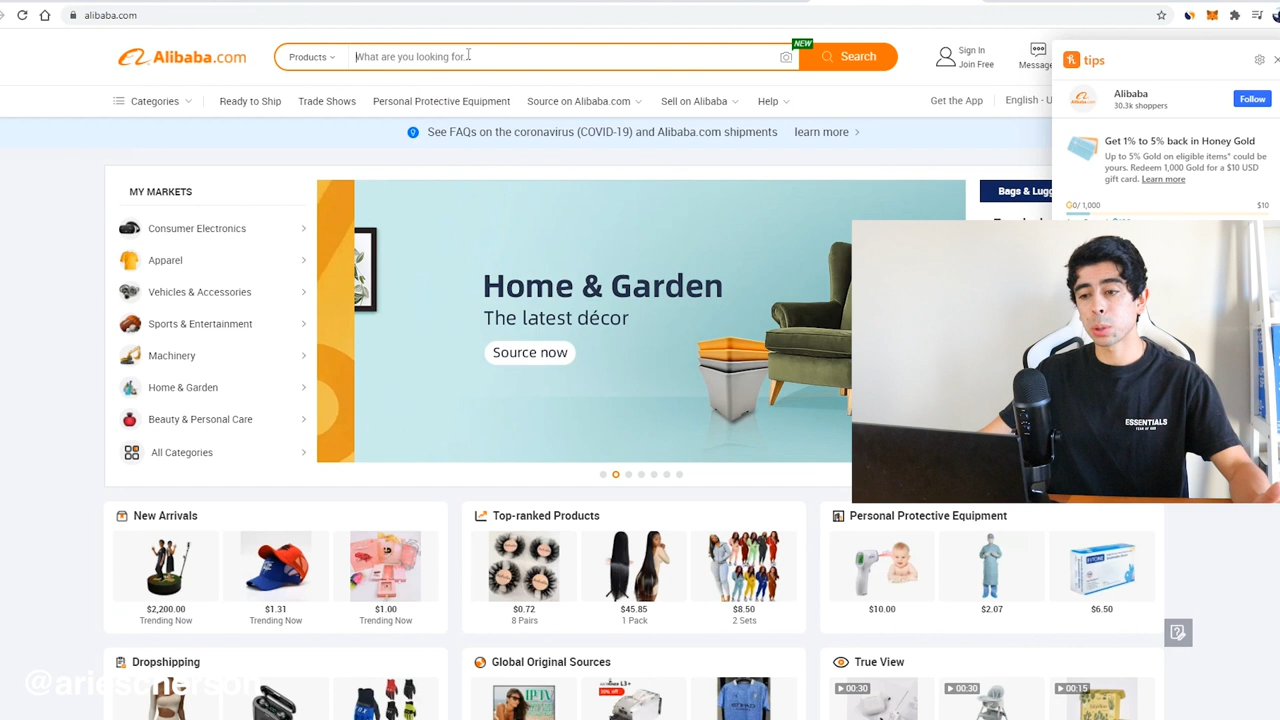 alibaba.com
Alibaba.com
Products
What are you looking for...
NEW
Search
Sign In
Join Free
Message
tips
Categories
Ready to Ship
Trade Shows
Personal Protective Equipment
Source on Alibaba.com
Sell on Alibaba
Help
Get the App
English - U
Alibaba
30.3k shoppers
Follow
See FAQs on the coronavirus (COVID-19) and Alibaba.com shipments
learn more
Get 1% to 5% back in Honey Gold
Up to 5% Gold on eligible items* could be
yours. Redeem 1,000 Gold for a $10 USD
gift card. Learn more
0/ 1,000
$10
MY MARKETS
Consumer Electronics
Apparel
Vehicles & Accessories
Sports & Entertainment
Machinery
Home & Garden
Beauty & Personal Care
All Categories
Home & Garden
The latest décor
Source now
Bags & Lugg
ESSENTIALS
FEAR OF GOD
New Arrivals
$2,200.00
Trending Now
$1.31
Trending Now
$1.00
Trending Now
Top-ranked Products
$0.72
8 Pairs
$45.85
1 Pack
$8.50
2 Sets
Personal Protective Equipment
$10.00
$2.07
$6.50
Dropshipping
Global Original Sources
True View
00:30
00:30
00:15
IPTV
L3+
@ariescherson